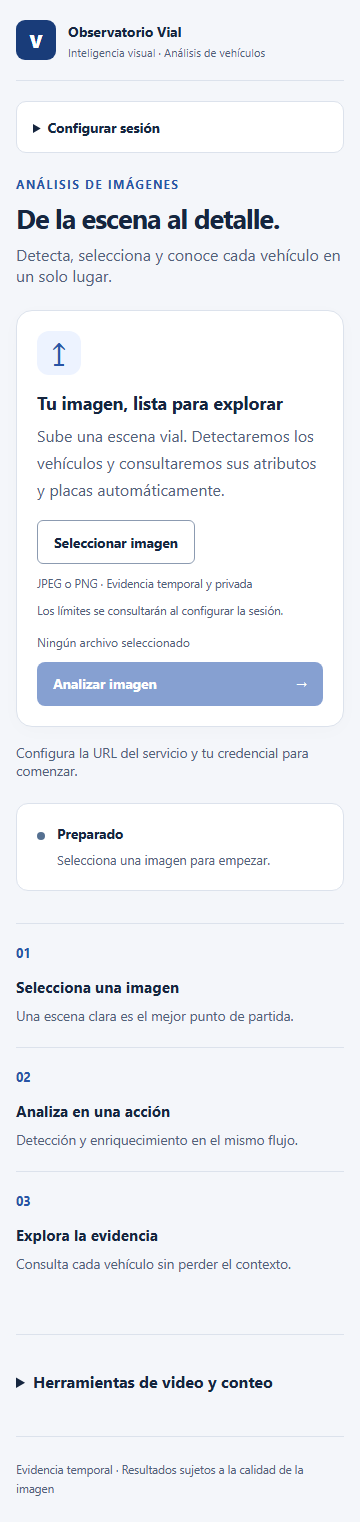 v
Observatorio Vial
Inteligencia visual · Análisis de vehículos
▶ Configurar sesión
ANÁLISIS DE IMÁGENES
De la escena al detalle.
Detecta, selecciona y conoce cada vehículo en
un solo lugar.
↥
Tu imagen, lista para explorar
Sube una escena vial. Detectaremos los
vehículos y consultaremos sus atributos
y placas automáticamente.
Seleccionar imagen
JPEG o PNG · Evidencia temporal y privada
Los límites se consultarán al configurar la sesión.
Ningún archivo seleccionado
Analizar imagen →
Configura la URL del servicio y tu credencial para
comenzar.
Preparado
Selecciona una imagen para empezar.
01
Selecciona una imagen
Una escena clara es el mejor punto de partida.
02
Analiza en una acción
Detección y enriquecimiento en el mismo flujo.
03
Explora la evidencia
Consulta cada vehículo sin perder el contexto.
▶ Herramientas de video y conteo
Evidencia temporal · Resultados sujetos a la calidad de la
imagen